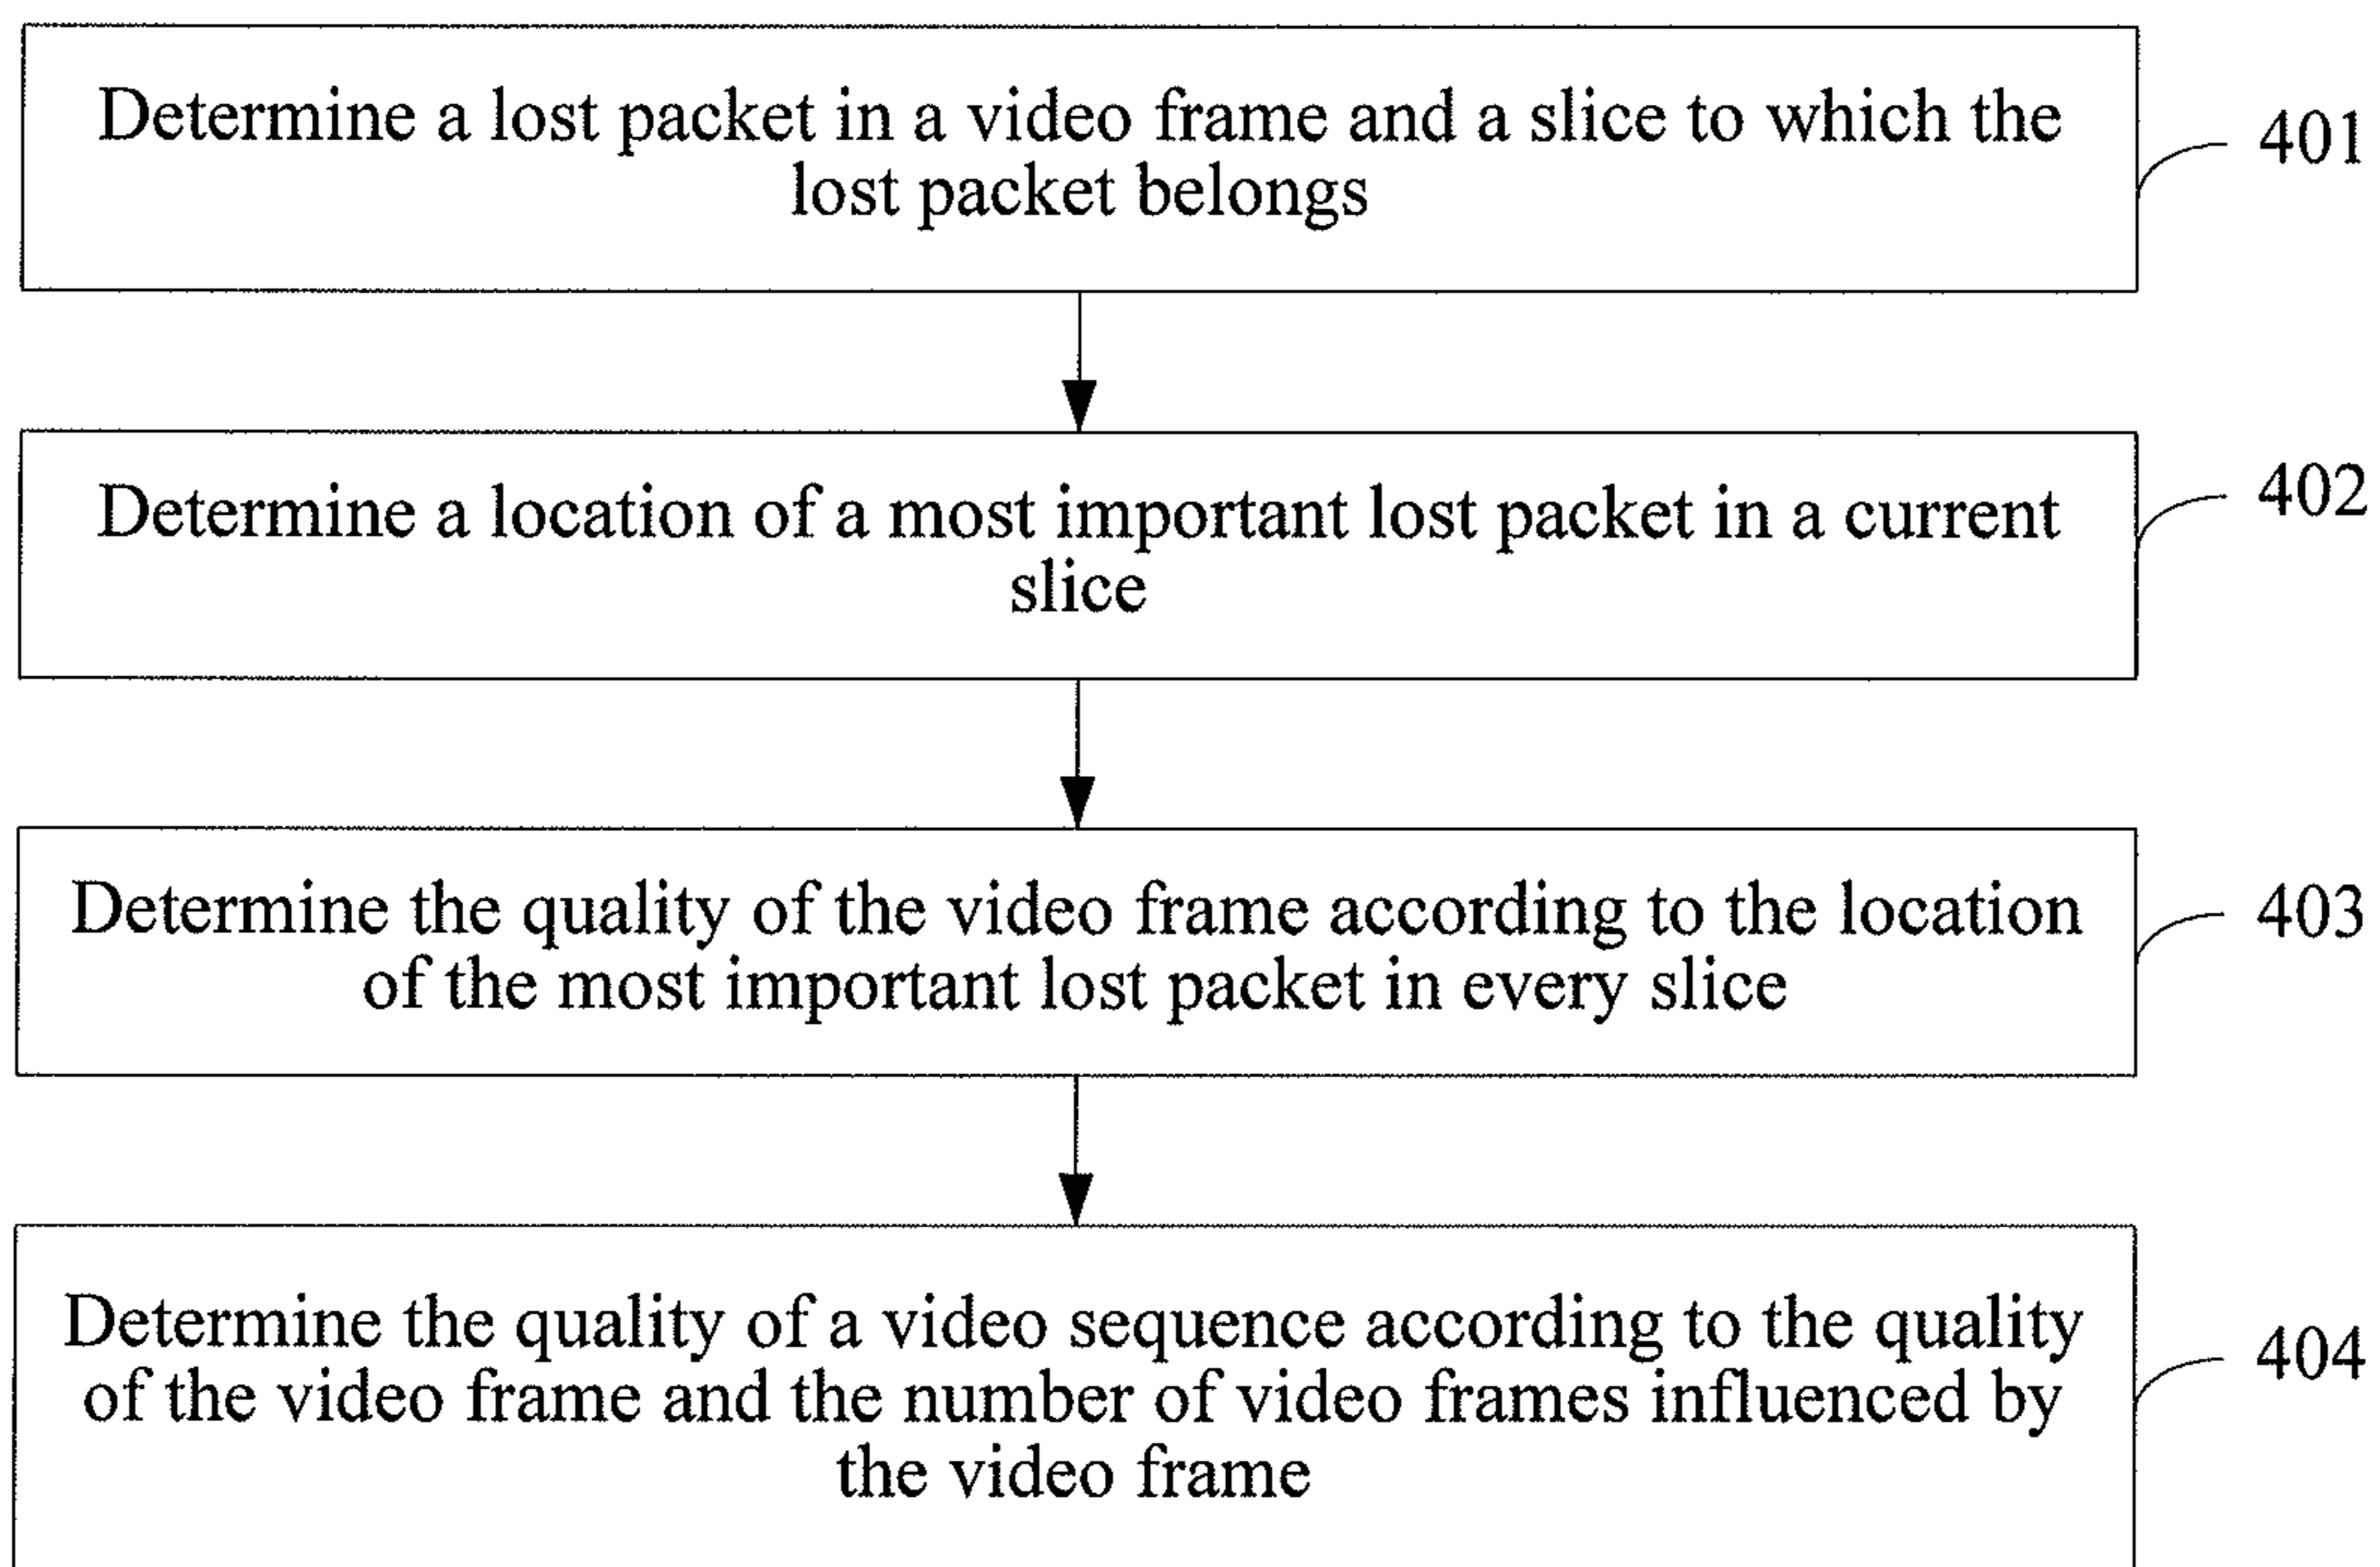 Determine a lost packet in a video frame and a slice to which the
lost packet belongs
401
Determine a location of a most important lost packet in a current
slice
402
Determine the quality of the video frame according to the location
of the most important lost packet in every slice
403
Determine the quality of a video sequence according to the quality
of the video frame and the number of video frames influenced by
the video frame
404